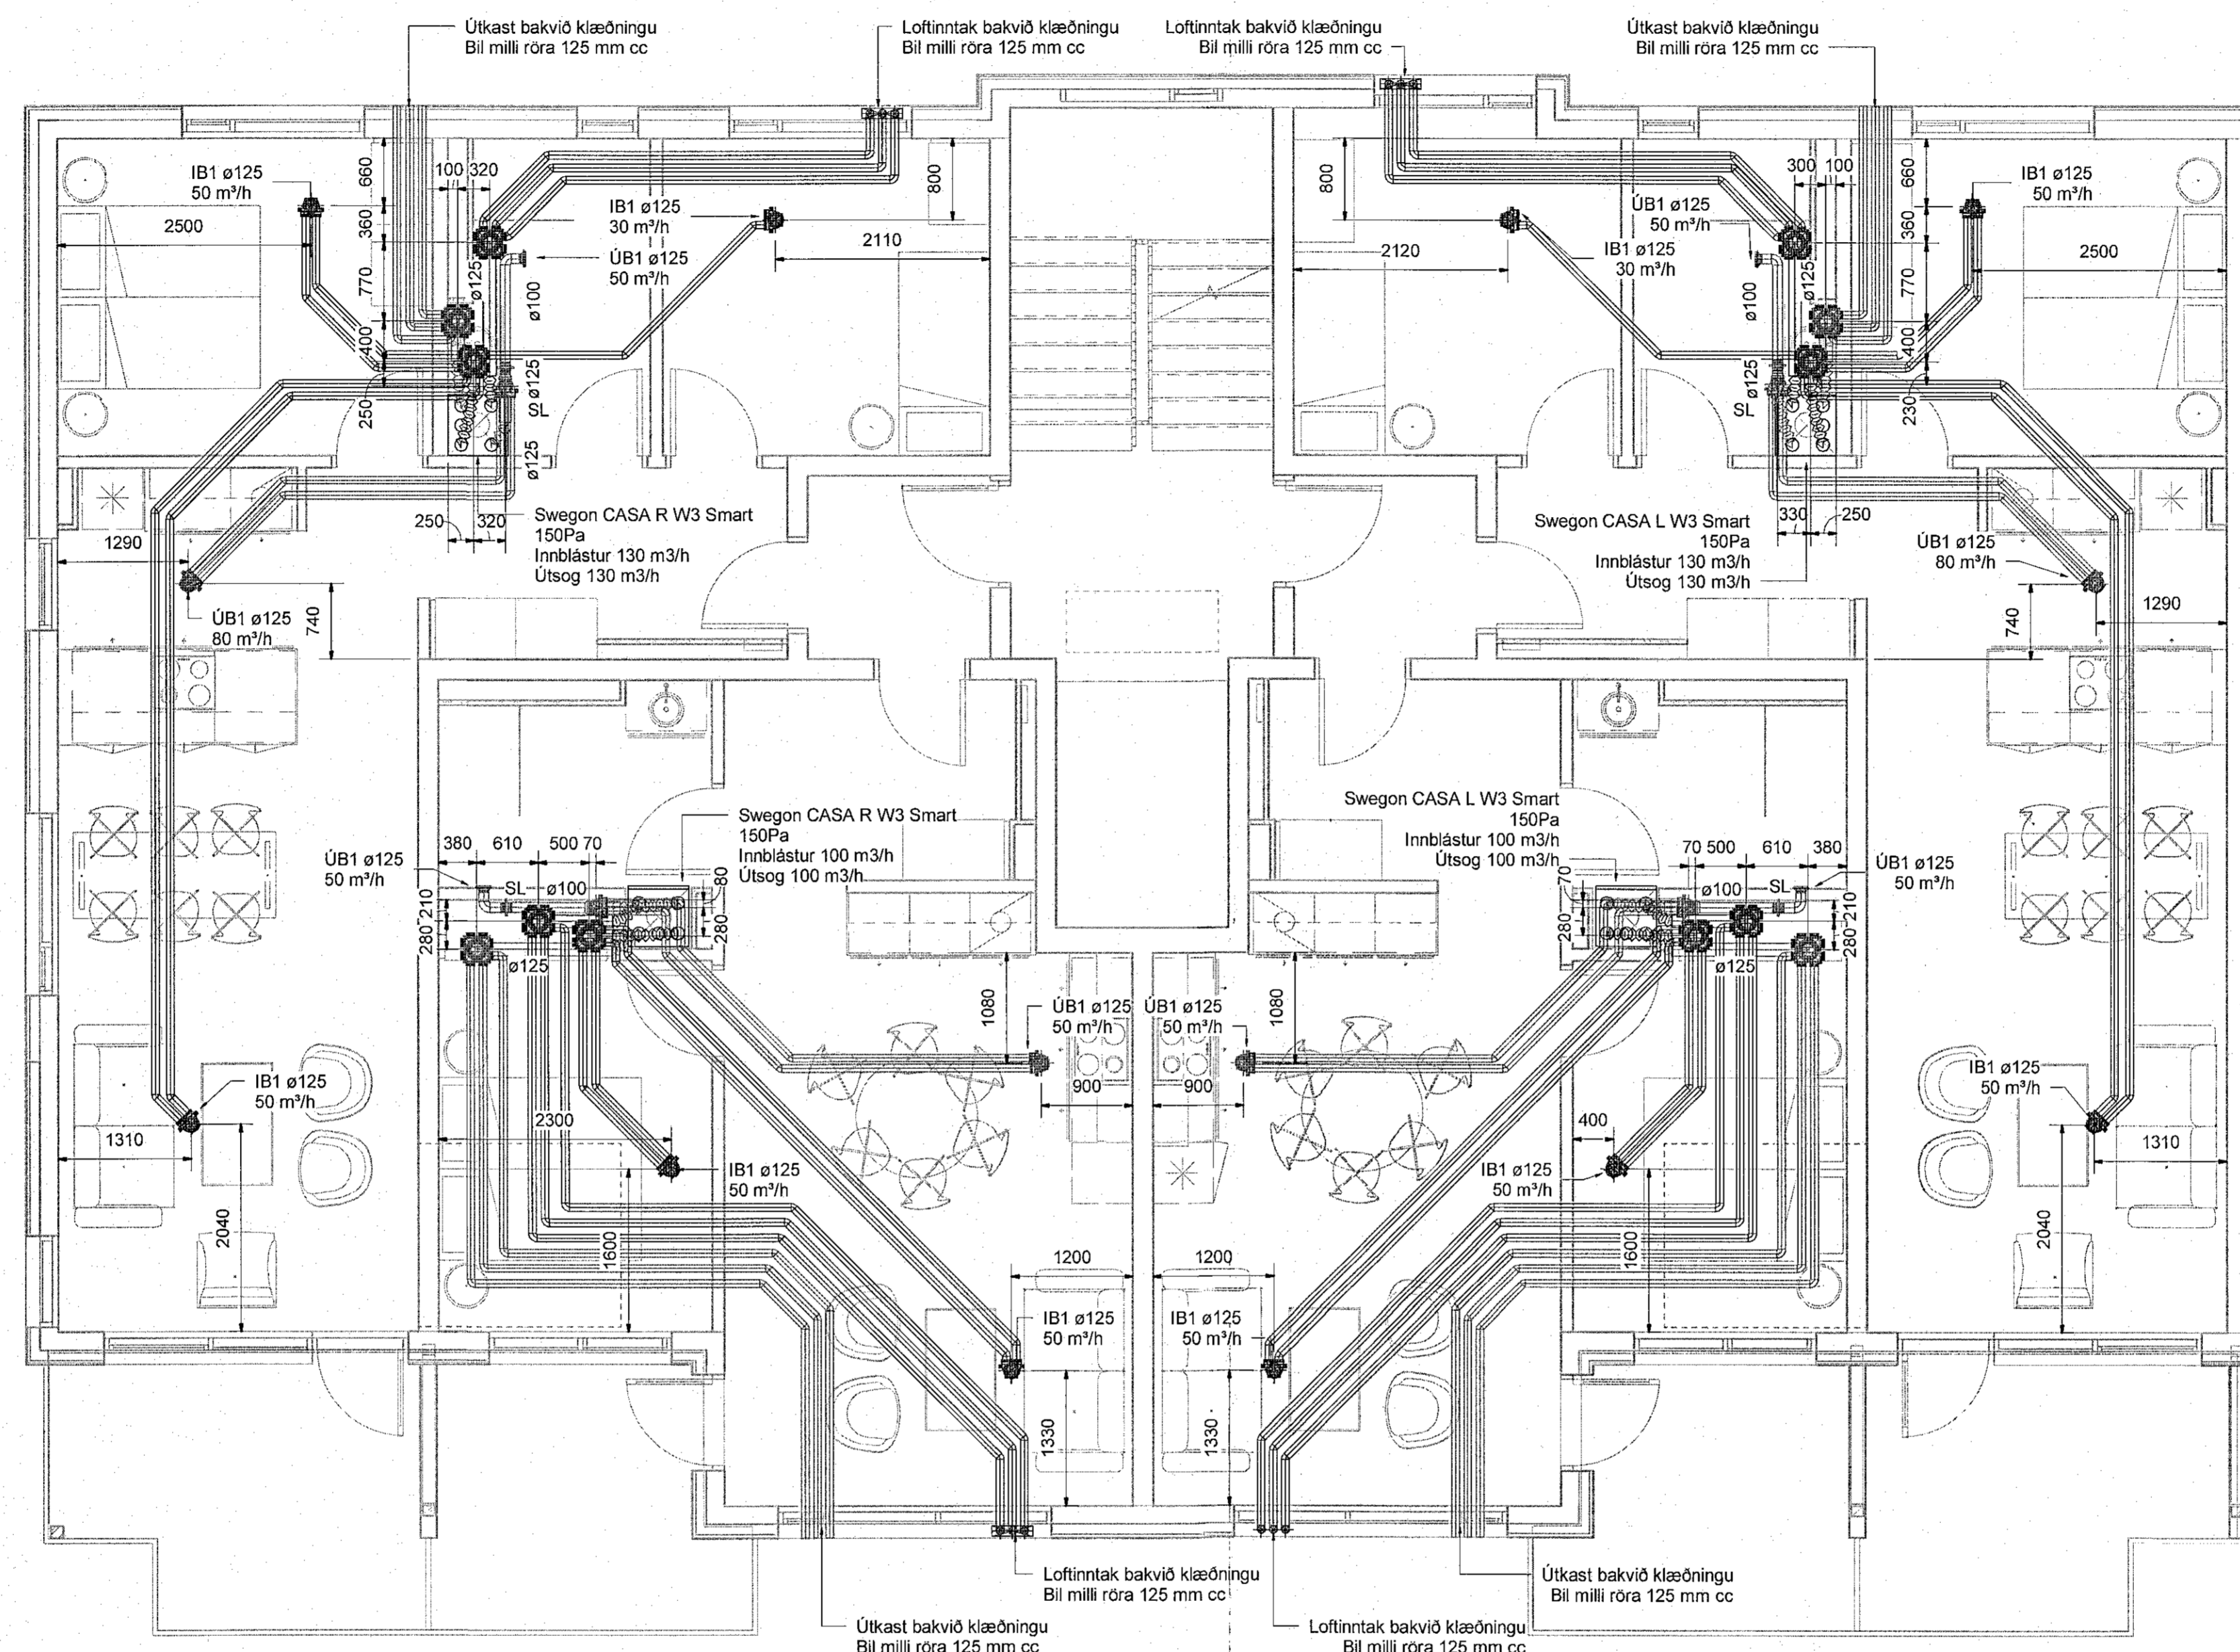 Útkast bakvið klæðningu
Bil milli röra 125 mm cc
Loftinntak bakvið klæðningu
Bil milli röra 125 mm cc
Loftinntak bakvið klæðningu
Bil milli röra 125 mm cc
Útkast bakvið klæðningu
Bil milli röra 125 mm cc
IB1 ø125
50 m³/h
2500
660
360
770
400
250
100
320
IB1 ø125
30 m³/h
ÚB1 ø125
50 m³/h
800
2110
ø125
ø100
ø125
SL
ø125
250
320
Swegon CASA R W3 Smart
150Pa
Innblástur 130 m3/h
Útsog 130 m3/h
1290
ÚB1 ø125
80 m³/h
740
800
2120
300
100
ÚB1 ø125
50 m³/h
IB1 ø125
30 m³/h
ø100
ø125
ø125
SL
660
360
770
400
230
IB1 ø125
50 m³/h
2500
330
250
Swegon CASA L W3 Smart
150Pa
Innblástur 130 m3/h
Útsog 130 m3/h
ÚB1 ø125
80 m³/h
740
1290
ÚB1 ø125
50 m³/h
380
610
500
70
SL
ø100
210
280
ø125
80
280
Swegon CASA R W3 Smart
150Pa
Innblástur 100 m3/h
Útsog 100 m3/h
1080
ÚB1 ø125
50 m³/h
900
IB1 ø125
50 m³/h
1310
2040
2300
IB1 ø125
50 m³/h
1600
1200
IB1 ø125
50 m³/h
1330
Swegon CASA L W3 Smart
150Pa
Innblástur 100 m3/h
Útsog 100 m3/h
70
500
610
380
ø100
SL
70
280
210
280
ø125
ÚB1 ø125
50 m³/h
ÚB1 ø125
50 m³/h
1080
900
400
IB1 ø125
50 m³/h
1600
1200
IB1 ø125
50 m³/h
1330
IB1 ø125
50 m³/h
1310
2040
Loftinntak bakvið klæðningu
Bil milli röra 125 mm cc
Útkast bakvið klæðningu
Bil milli röra 125 mm cc
Útkast bakvið klæðningu
Bil milli röra 125 mm cc
Loftinntak bakvið klæðningu
Bil milli röra 125 mm cc